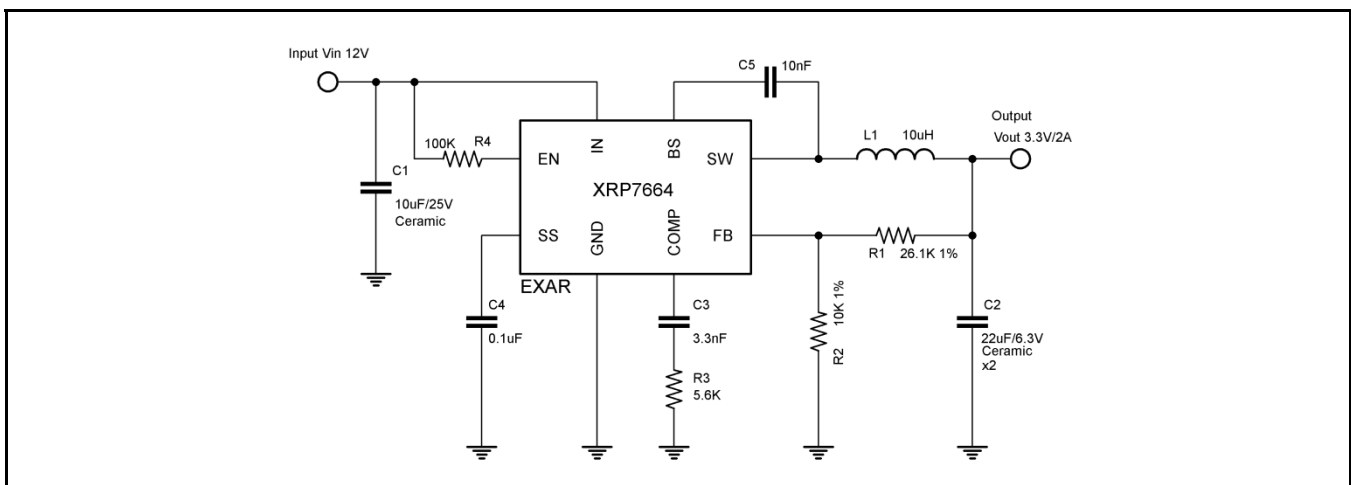 Input Vin 12V
C5
10nF
Output
Vout 3.3V/2A
L1
10uH
100K
R4
EN
IN
BS
SW
C1
10uF/25V
Ceramic
XRP7664
SS
GND
COMP
FB
R1
26.1K 1%
EXAR
C4
0.1uF
C3
3.3nF
10K 1%
R2
C2
22uF/6.3V
Ceramic
x2
R3
5.6K